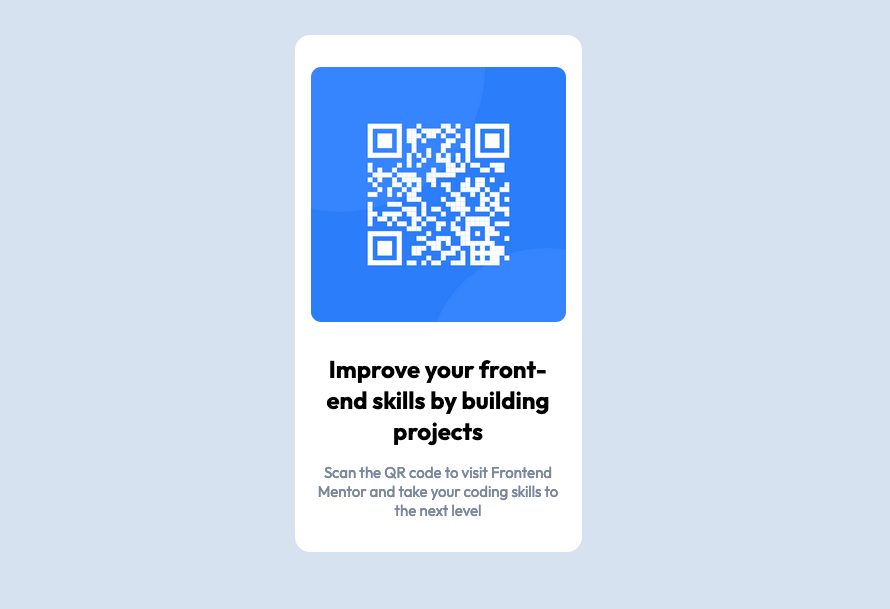 Improve your front-
end skills by building
projects
Scan the QR code to visit Frontend
Mentor and take your coding skills to
the next level